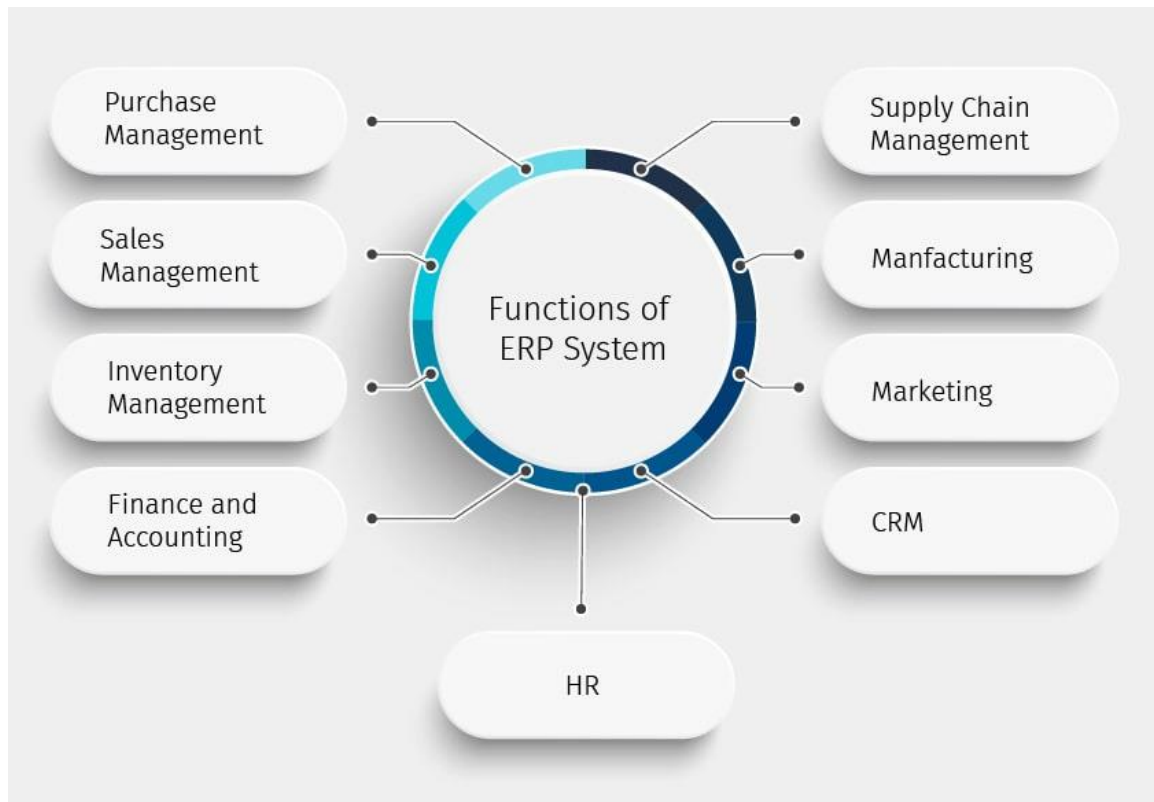 Purchase
Management
Sales
Management
Inventory
Management
Finance and
Accounting
Functions of
ERP System
Supply Chain
Management
Manfacturing
Marketing
CRM
HR